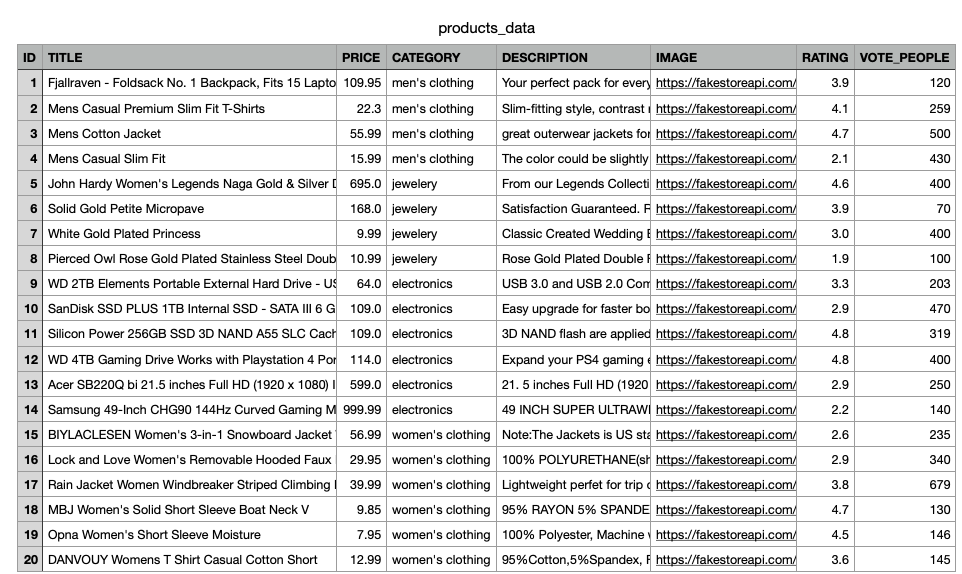 products_data
ID TITLE PRICE CATEGORY DESCRIPTION IMAGE RATING VOTE_PEOPLE
1 Fjallraven - Foldsack No. 1 Backpack, Fits 15 Lapto 109.95 men's clothing Your perfect pack for every https://fakestoreapi.com/ 3.9 120
2 Mens Casual Premium Slim Fit T-Shirts 22.3 men's clothing Slim-fitting style, contrast https://fakestoreapi.com/ 4.1 259
3 Mens Cotton Jacket 55.99 men's clothing great outerwear jackets for https://fakestoreapi.com/ 4.7 500
4 Mens Casual Slim Fit 15.99 men's clothing The color could be slightly https://fakestoreapi.com/ 2.1 430
5 John Hardy Women's Legends Naga Gold & Silver 695.0 jewelery From our Legends Collecti https://fakestoreapi.com/ 4.6 400
6 Solid Gold Petite Micropave 168.0 jewelery Satisfaction Guaranteed. https://fakestoreapi.com/ 3.9 70
7 White Gold Plated Princess 9.99 jewelery Classic Created Wedding https://fakestoreapi.com/ 3.0 400
8 Pierced Owl Rose Gold Plated Stainless Steel Doub 10.99 jewelery Rose Gold Plated Double https://fakestoreapi.com/ 1.9 100
9 WD 2TB Elements Portable External Hard Drive - US 64.0 electronics USB 3.0 and USB 2.0 Com https://fakestoreapi.com/ 3.3 203
10 SanDisk SSD PLUS 1TB Internal SSD - SATA III 6 G 109.0 electronics Easy upgrade for faster bo https://fakestoreapi.com/ 2.9 470
11 Silicon Power 256GB SSD 3D NAND A55 SLC Cach 109.0 electronics 3D NAND flash are applied https://fakestoreapi.com/ 4.8 319
12 WD 4TB Gaming Drive Works with Playstation 4 Por 114.0 electronics Expand your PS4 gaming https://fakestoreapi.com/ 4.8 400
13 Acer SB220Q bi 21.5 inches Full HD (1920 x 1080) 599.0 electronics 21. 5 inches Full HD (1920 https://fakestoreapi.com/ 2.9 250
14 Samsung 49-Inch CHG90 144Hz Curved Gaming M 999.99 electronics 49 INCH SUPER ULTRAWI https://fakestoreapi.com/ 2.2 140
15 BIYLACLESEN Women's 3-in-1 Snowboard Jacket 56.99 women's clothing Note:The Jackets is US sta https://fakestoreapi.com/ 2.6 235
16 Lock and Love Women's Removable Hooded Faux 29.95 women's clothing 100% POLYURETHANE(sh https://fakestoreapi.com/ 2.9 340
17 Rain Jacket Women Windbreaker Striped Climbing 39.99 women's clothing Lightweight perfet for trip https://fakestoreapi.com/ 3.8 679
18 MBJ Women's Solid Short Sleeve Boat Neck V 9.85 women's clothing 95% RAYON 5% SPANDE https://fakestoreapi.com/ 4.7 130
19 Opna Women's Short Sleeve Moisture 7.95 women's clothing 100% Polyester, Machine https://fakestoreapi.com/ 4.5 146
20 DANVOUY Womens T Shirt Casual Cotton Short 12.99 women's clothing 95%Cotton,5%Spandex, https://fakestoreapi.com/ 3.6 145